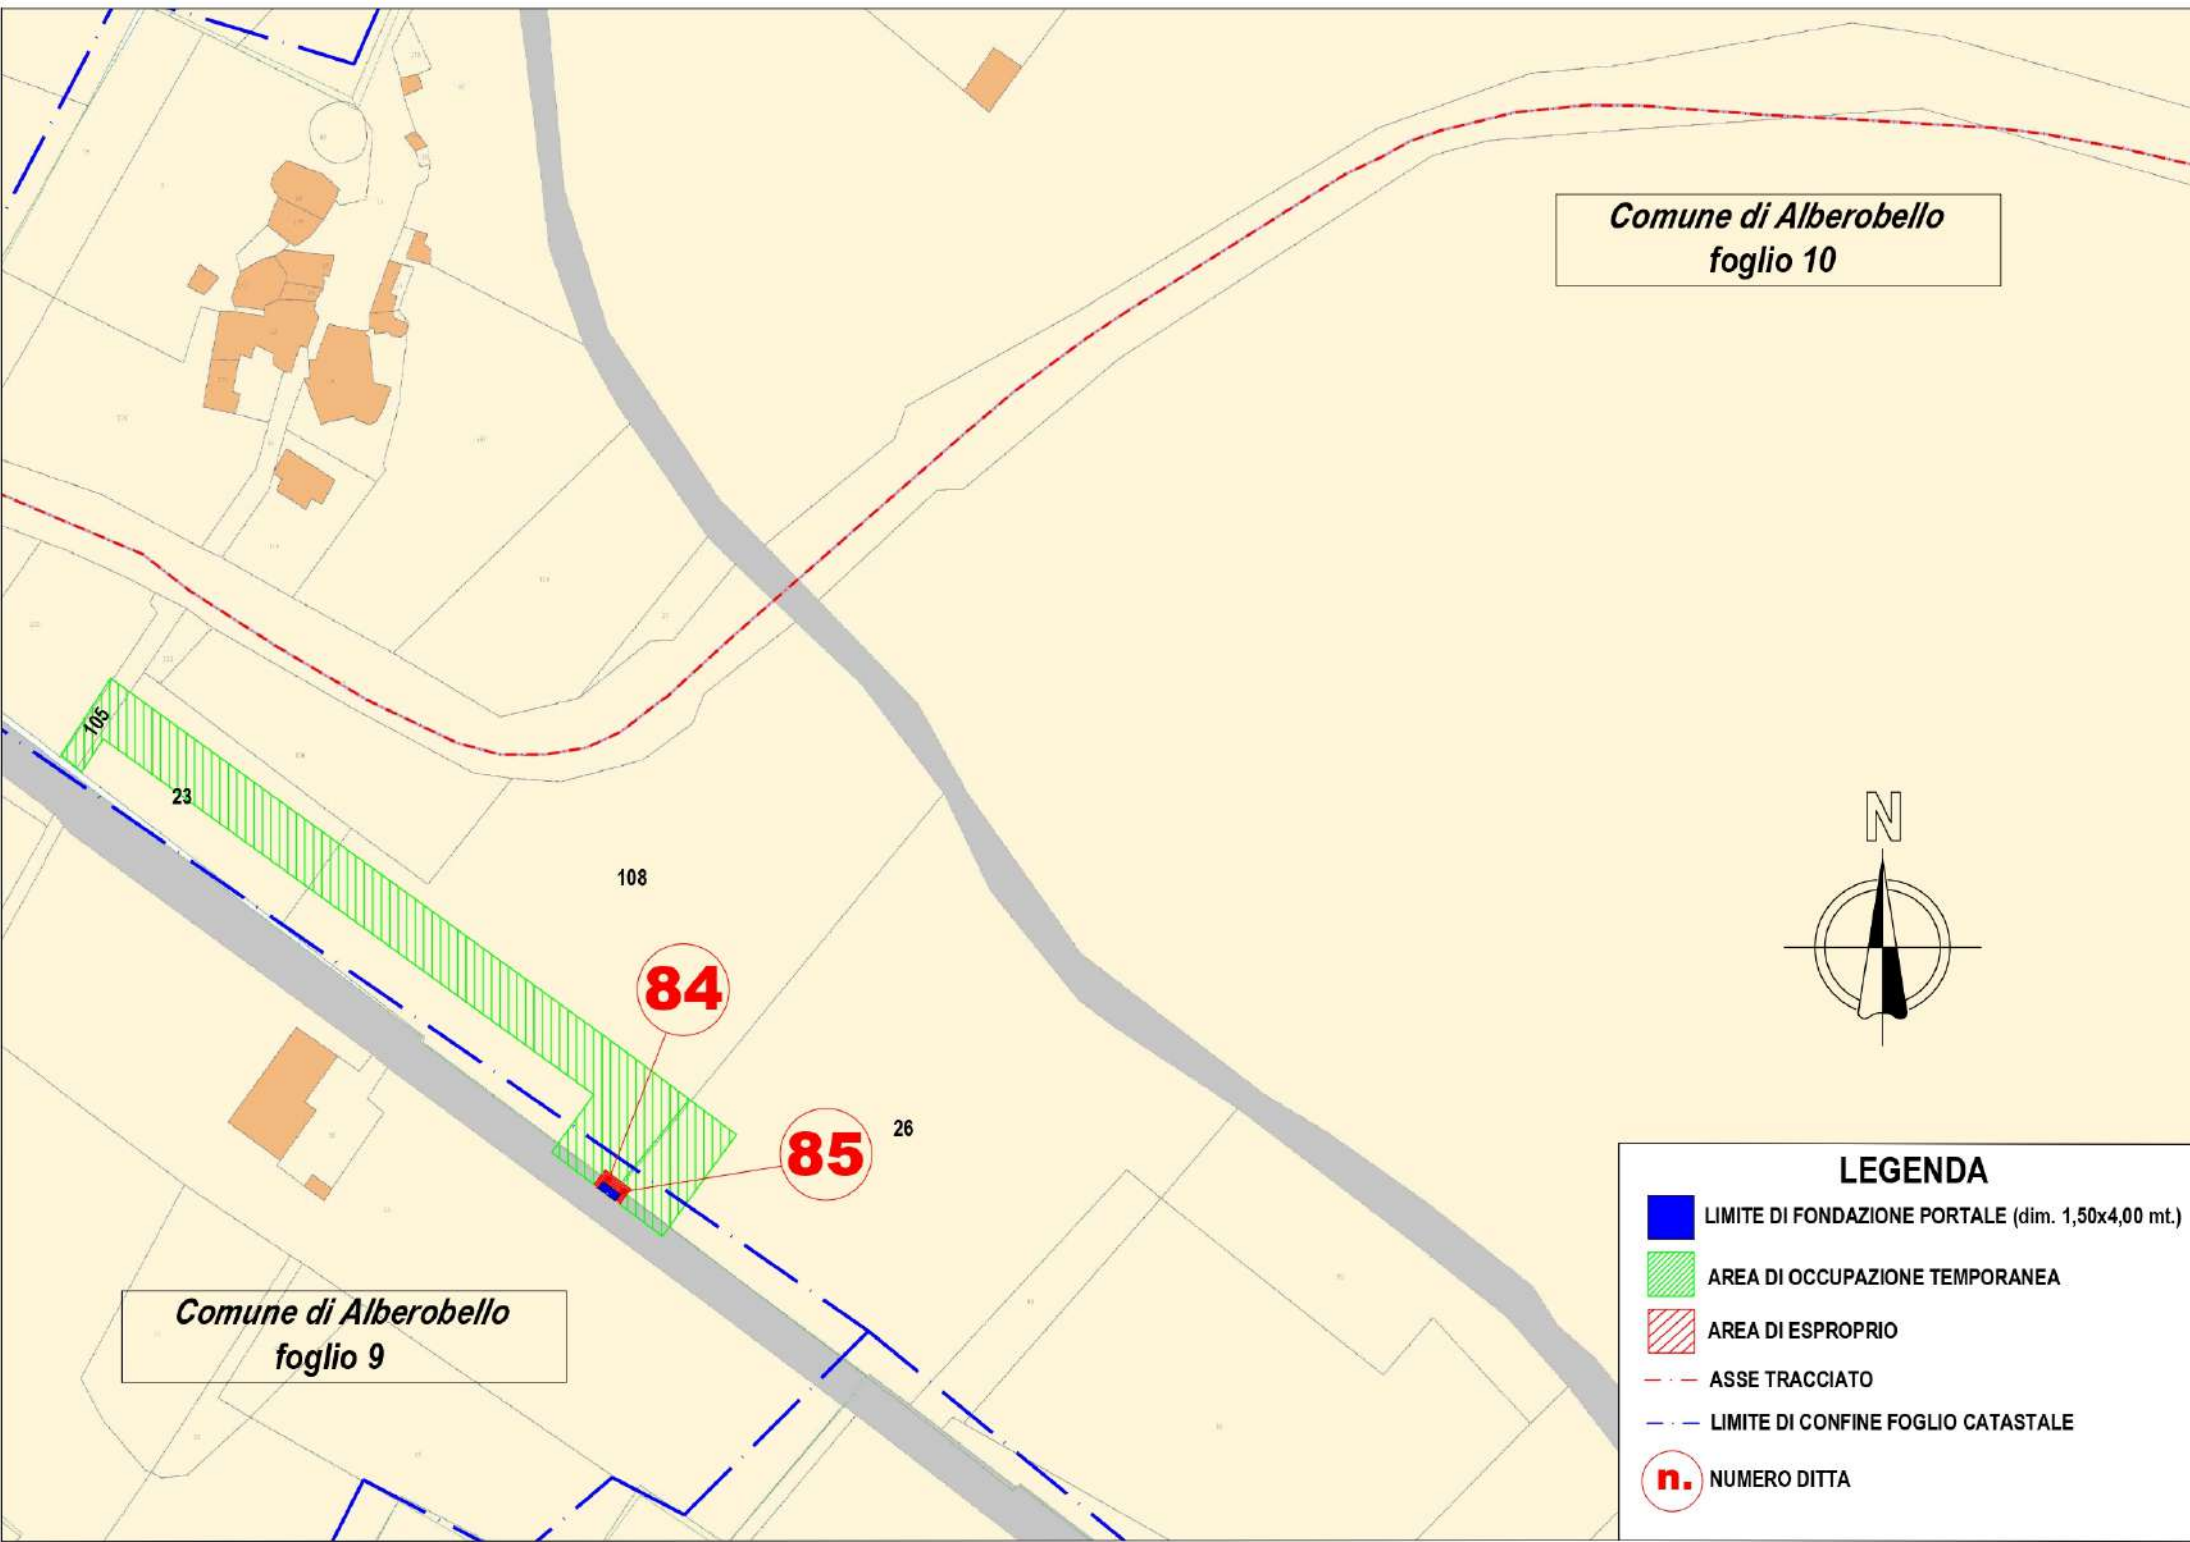 Comune di Alberobello
foglio 10
105
23
108
84
85
26
N
Comune di Alberobello
foglio 9
LEGENDA
LIMITE DI FONDAZIONE PORTALE (dim. 1,50x4,00 mt.)
AREA DI OCCUPAZIONE TEMPORANEA
AREA DI ESPROPRIO
ASSE TRACCIATO
LIMITE DI CONFINE FOGLIO CATASTALE
n. NUMERO DITTA